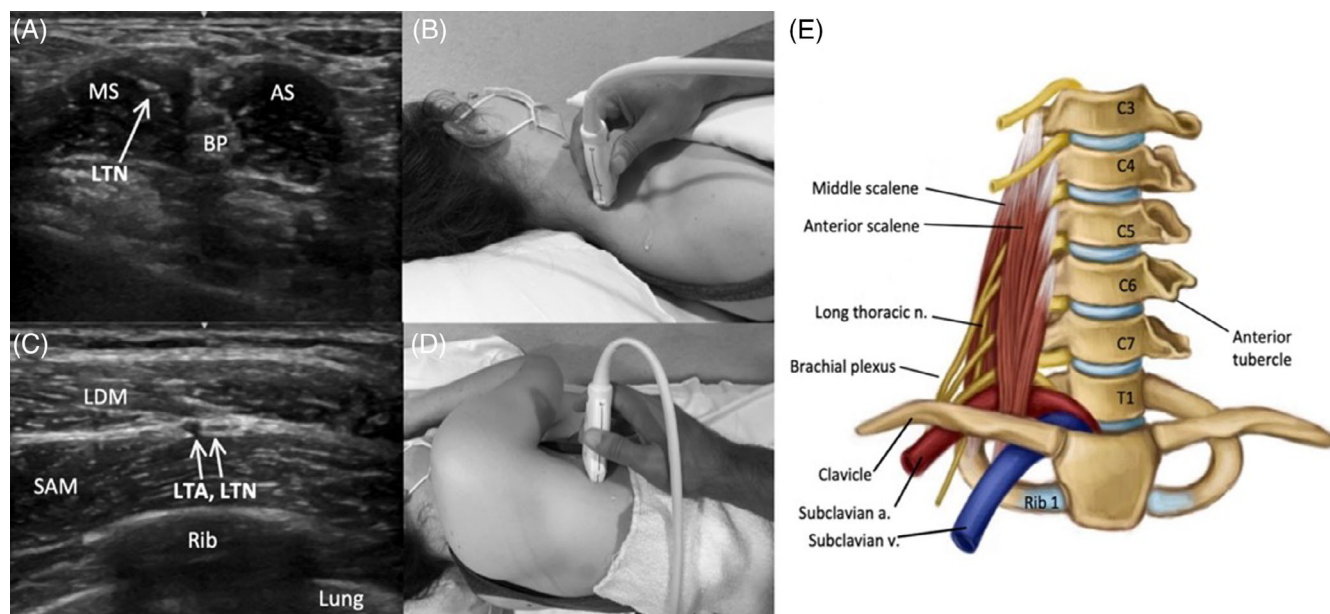 (A)
MS
AS
BP
LTN
(B)
(C)
LDM
SAM
LTA, LTN
Rib
Lung
(D)
(E)
C3
C4
Middle scalene
Anterior scalene
C5
C6
Long thoracic n.
C7
Anterior
tubercle
Brachial plexus
T1
Clavicle
Rib 1
Subclavian a.
Subclavian v.